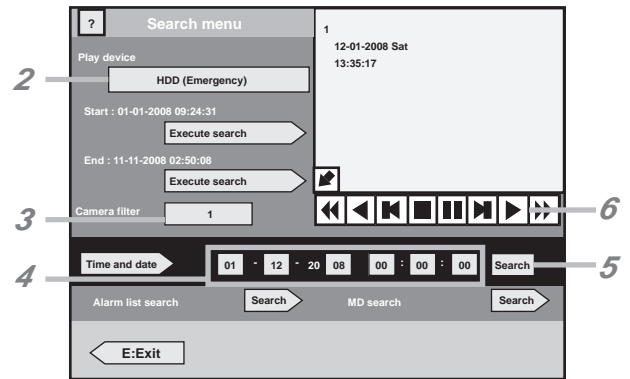 ? Search menu
1
12-01-2008 Sat
13:35:17
Play device
2
HDD (Emergency)
Start : 01-01-2008 09:24:31
Execute search
End : 11-11-2008 02:50:08
Execute search
3
Camera filter 1
6
Time and date 01 - 12 - 20 08 00 : 00 : 00 Search
4
5
Alarm list search Search MD search Search
E:Exit